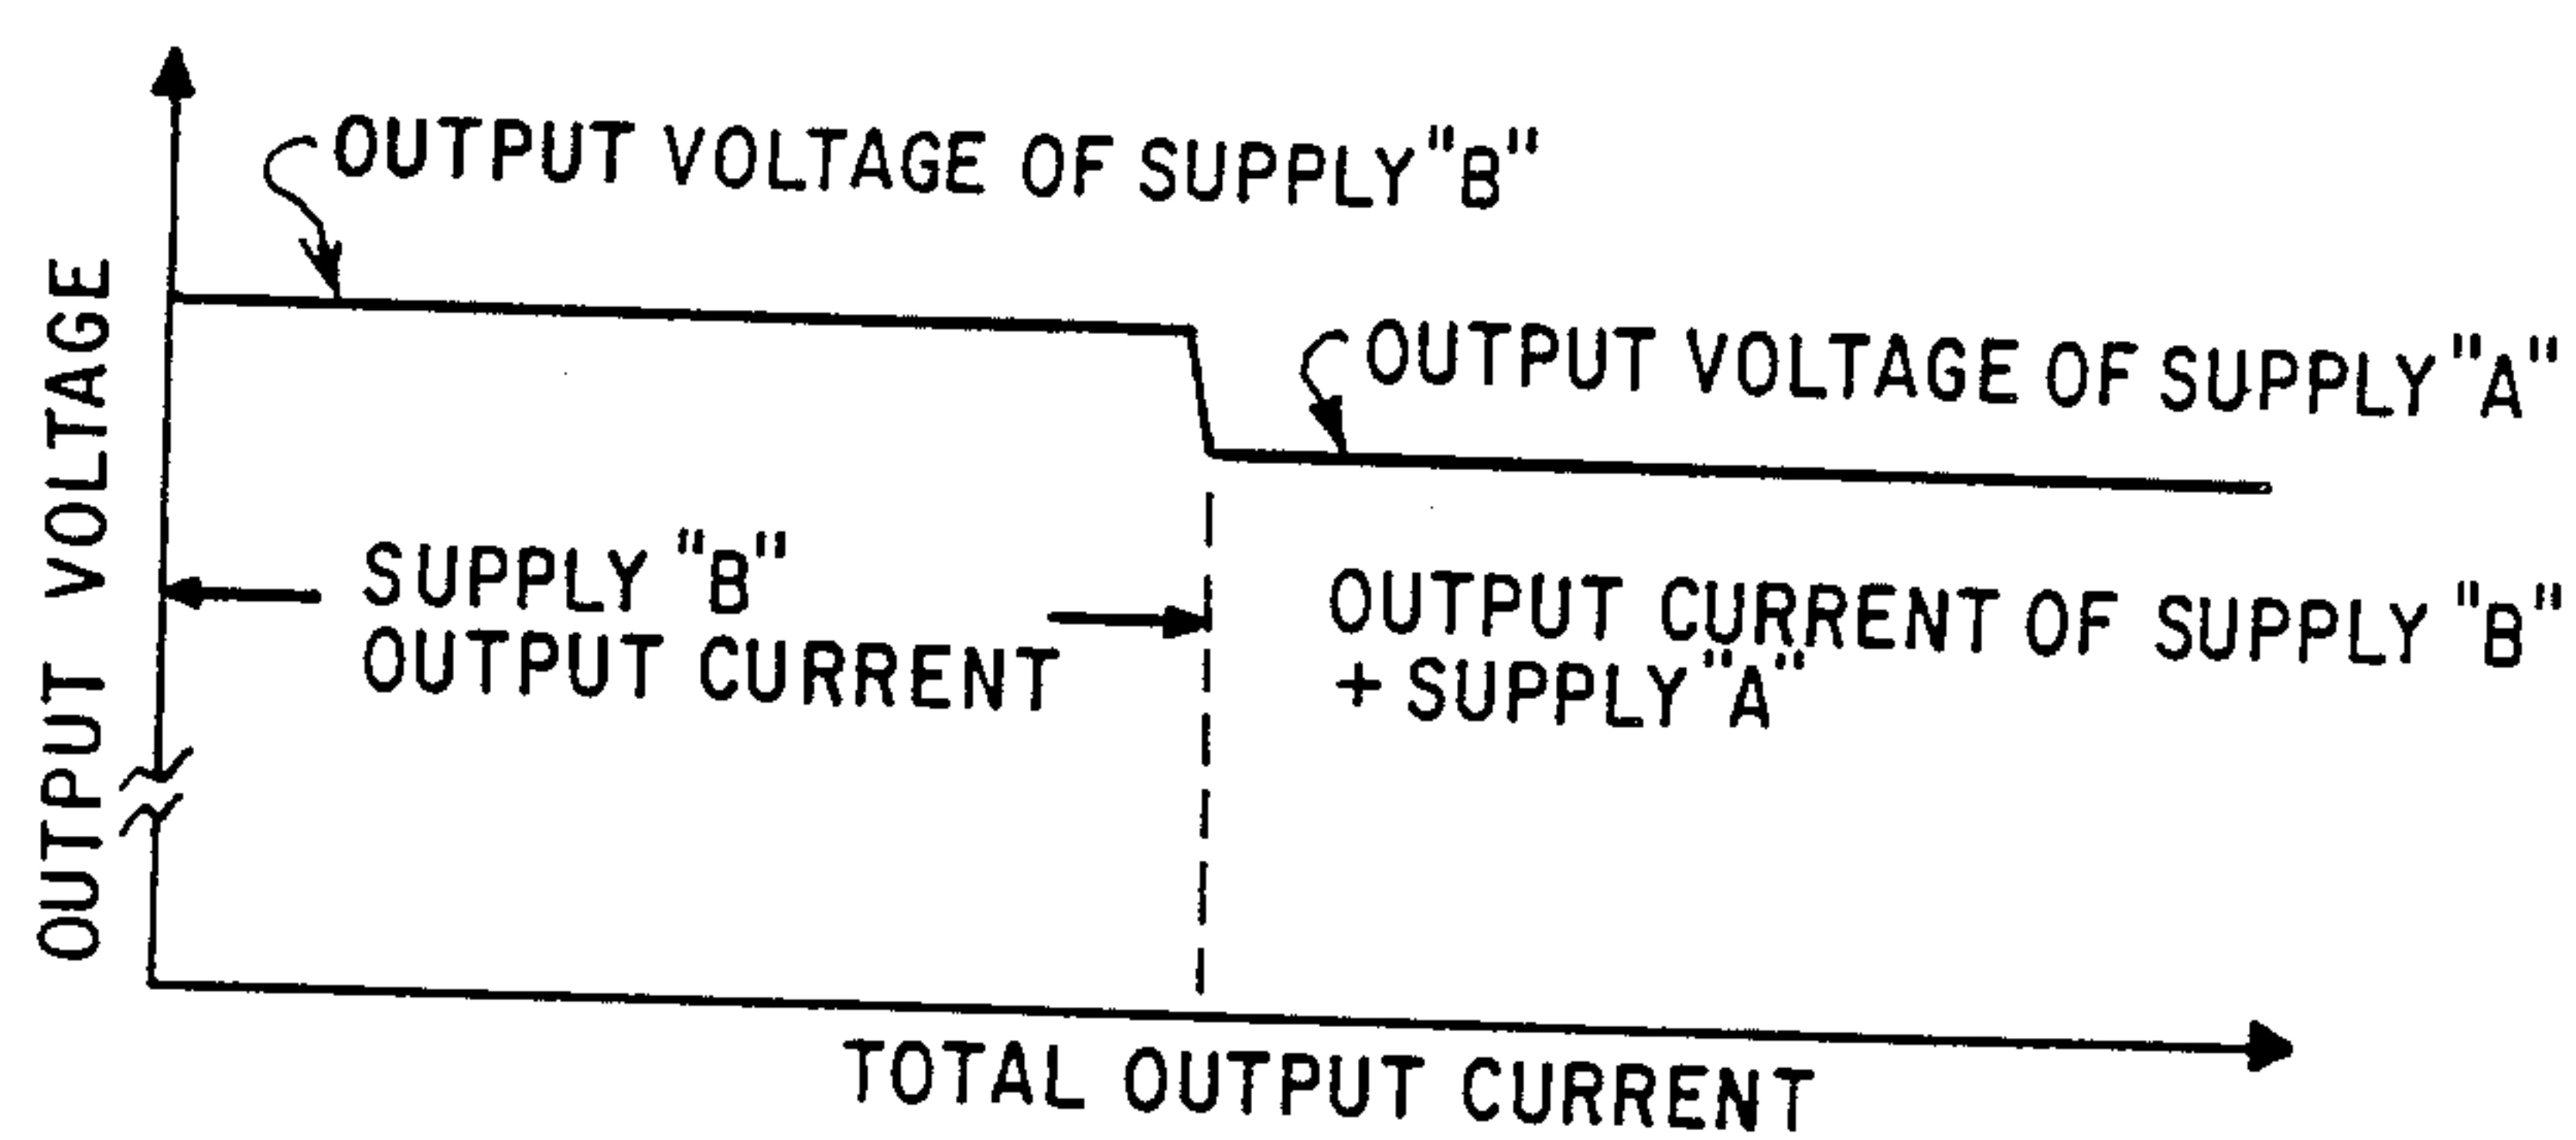 OUTPUT VOLTAGE OF SUPPLY "B"
OUTPUT VOLTAGE OF SUPPLY "A"
OUTPUT VOLTAGE
SUPPLY "B"
OUTPUT CURRENT
OUTPUT CURRENT OF SUPPLY "B"
+ SUPPLY "A"
TOTAL OUTPUT CURRENT